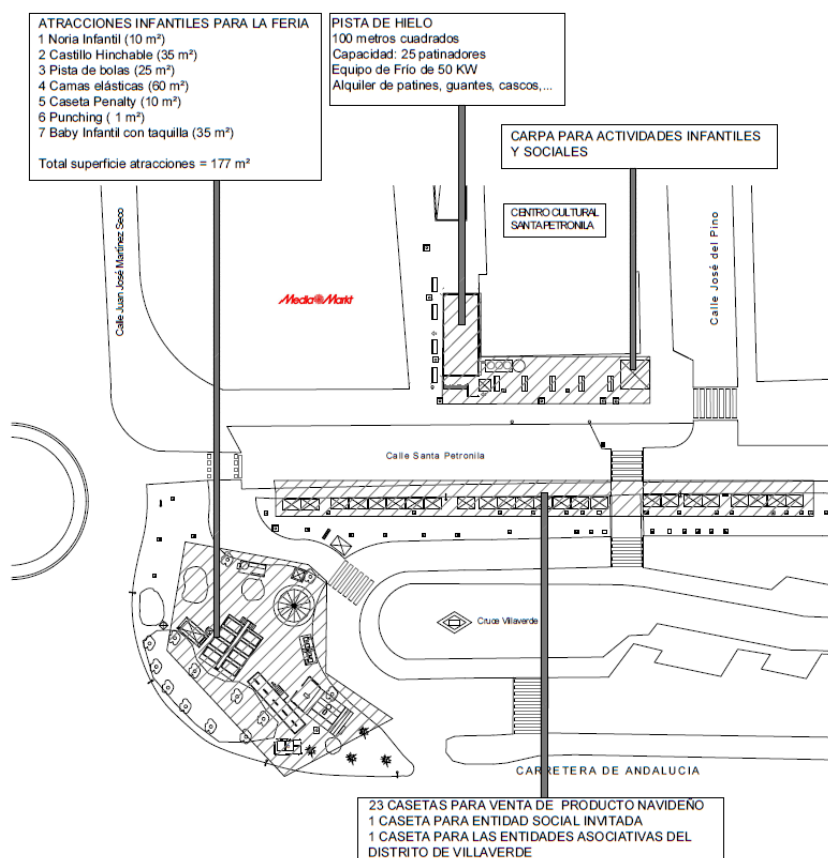 ATRACCIONES INFANTILES PARA LA FERIA
1 Noria Infantil (10 m²)
2 Castillo Hinchable (35 m²)
3 Pista de bolas (25 m²)
4 Camas elásticas (60 m²)
5 Caseta Penalty (10 m²)
6 Punching ( 1 m²)
7 Baby Infantil con taquilla (35 m²)
Total superficie atracciones = 177 m²
PISTA DE HIELO
100 metros cuadrados
Capacidad: 25 patinadores
Equipo de Frío de 50 KW
Alquiler de patines, guantes, cascos,...
CARPA PARA ACTIVIDADES INFANTILES
Y SOCIALES
CENTRO CULTURAL
SANTA PETRONILA
Calle Juan José Martínez Seco
Media Markt
Calle José del Pino
Calle Santa Petronila
Cruce Villaverde
CARRETERA DE ANDALUCIA
23 CASETAS PARA VENTA DE PRODUCTO NAVIDEÑO
1 CASETA PARA ENTIDAD SOCIAL INVITADA
1 CASETA PARA LAS ENTIDADES ASOCIATIVAS DEL
DISTRITO DE VILLAVERDE